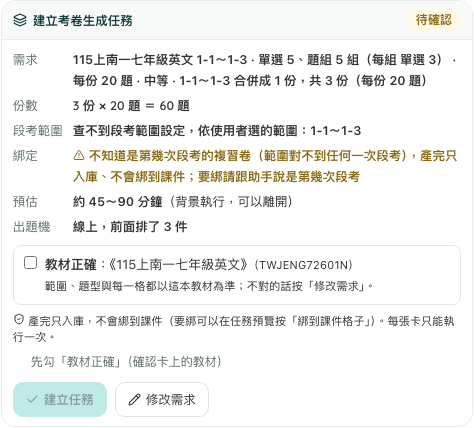 建立考卷生成任務
待確認
需求 115上南一七年級英文 1-1～1-3 · 單選 5、題組 5 組（每組 單選 3） ·
每份 20 題 · 中等 · 1-1～1-3 合併成 1 份，共 3 份（每份 20 題）
份數 3 份 × 20 題 ＝ 60 題
段考範圍 查不到段考範圍設定，依使用者選的範圍：1-1～1-3
綁定 ⚠ 不知道是第幾次段考的複習卷（範圍對不到任何一次段考），產完只
入庫、不會綁到課件；要綁請跟助手說是第幾次段考
預估 約 45～90 分鐘（背景執行，可以離開）
出題機 線上，前面排了 3 件
教材正確：《115上南一七年級英文》（TWJENG72601N）
範圍、題型與每一格都以這本教材為準；不對的話按「修改需求」。
產完只入庫，不會綁到課件（要綁可以在任務預覽按「綁到課件格子」）。每張卡只能執
行一次。
先勾「教材正確」（確認卡上的教材）
建立任務
修改需求